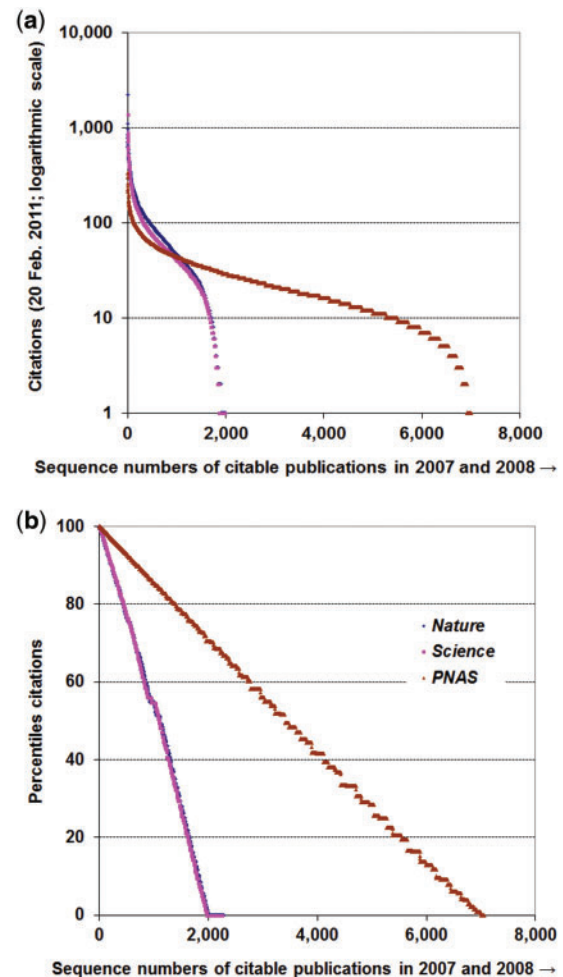 (a)
10,000
1,000
100
10
1
Citations (20 Feb. 2011; logarithmic scale)
0 2,000 4,000 6,000 8,000
Sequence numbers of citable publications in 2007 and 2008 →
(b)
100
80
60
40
20
0
Percentiles citations
Nature
Science
PNAS
0 2,000 4,000 6,000 8,000
Sequence numbers of citable publications in 2007 and 2008 →